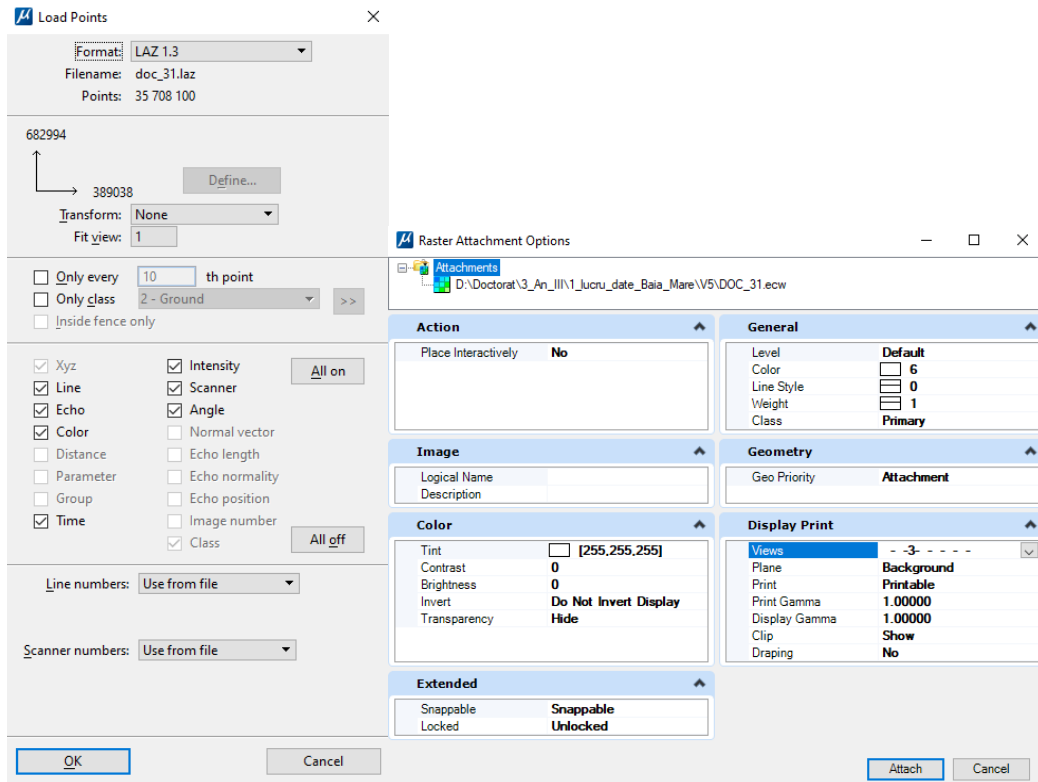 Load Points
Format: LAZ 1.3
Filename: doc_31.laz
Points: 35 708 100
682994
389038
Define...
Transform: None
Fit view: 1
Only every 10 th point
Only class 2 - Ground >>
Inside fence only
Xyz Intensity All on
Line Scanner
Echo Angle
Color Normal vector
Distance Echo length
Parameter Echo normality
Group Echo position
Time Image number
Class All off
Line numbers: Use from file
Scanner numbers: Use from file
OK Cancel
Raster Attachment Options
Attachments
D:\Doctorat\3_An_III\1_lucru_date_Baia_Mare\V5\DOC_31.ecw
Action
Place Interactively No
General
Level Default
Color 6
Line Style 0
Weight 1
Class Primary
Image
Logical Name
Description
Geometry
Geo Priority Attachment
Color
Tint [255,255,255]
Contrast 0
Brightness 0
Invert Do Not Invert Display
Transparency Hide
Display Print
Views - -3- - - - -
Plane Background
Print Printable
Print Gamma 1.00000
Display Gamma 1.00000
Clip Show
Draping No
Extended
Snappable Snappable
Locked Unlocked
Attach Cancel